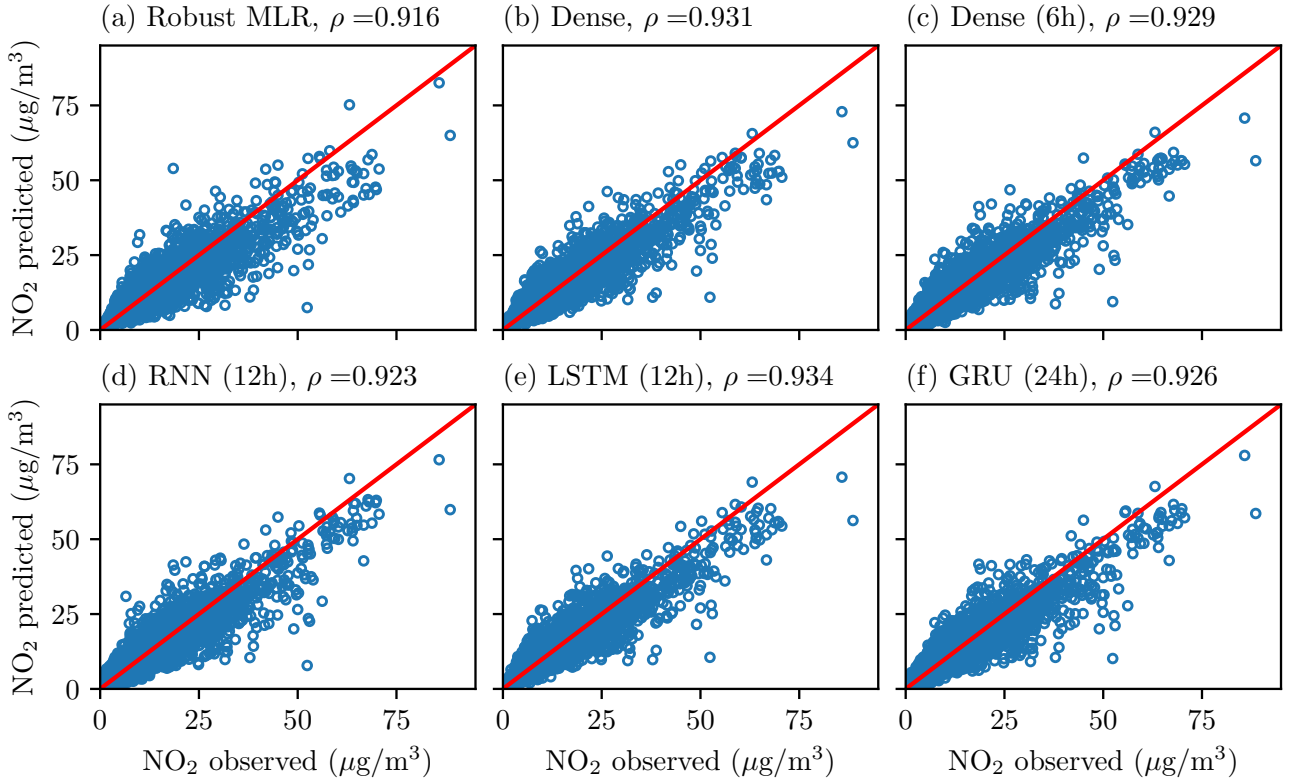 (a) Robust MLR, ρ =0.916
(b) Dense, ρ =0.931
(c) Dense (6h), ρ =0.929
NO₂ predicted (μg/m³)
75
50
25
0
(d) RNN (12h), ρ =0.923
(e) LSTM (12h), ρ =0.934
(f) GRU (24h), ρ =0.926
NO₂ predicted (μg/m³)
75
50
25
0
0 25 50 75
0 25 50 75
0 25 50 75
NO₂ observed (μg/m³)
NO₂ observed (μg/m³)
NO₂ observed (μg/m³)